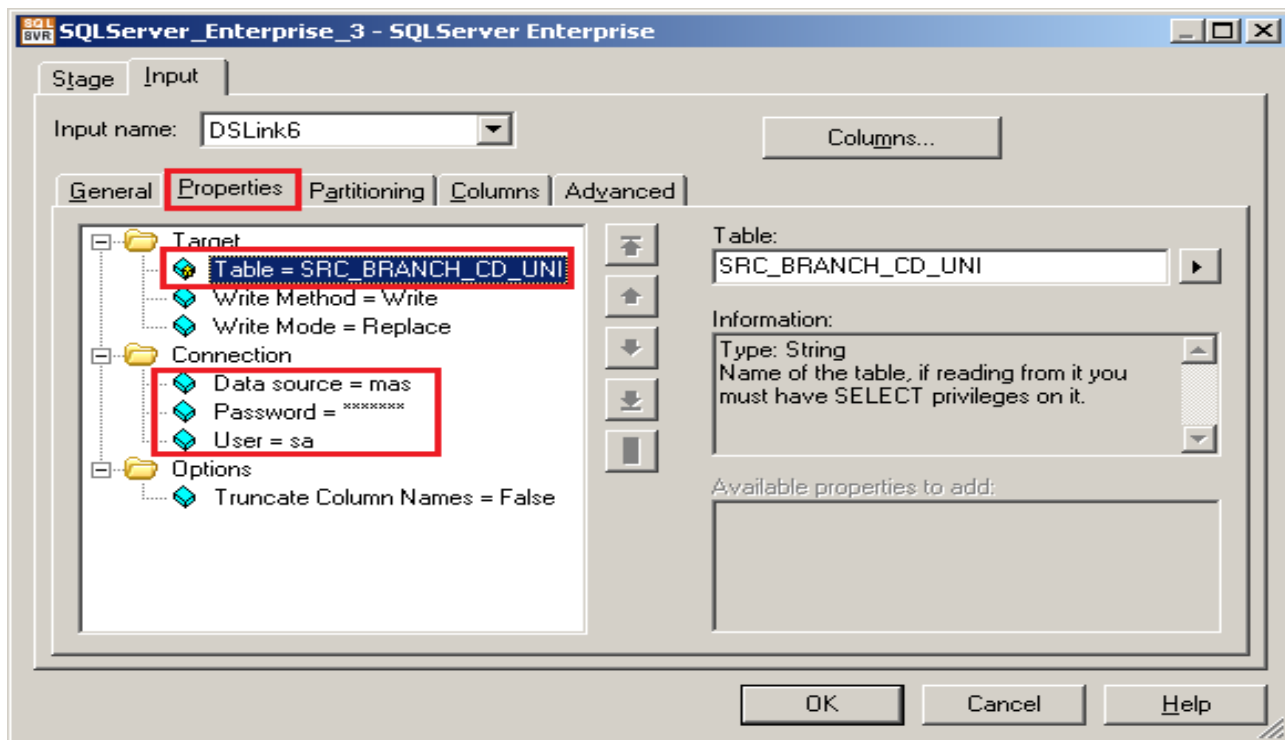 SQL SVR SQLServer_Enterprise_3 - SQLServer Enterprise
Stage Input
Input name: DSLink6 Columns...
General Properties Partitioning Columns Advanced
Target
Table = SRC_BRANCH_CD_UNI
Write Method = Write
Write Mode = Replace
Connection
Data source = mas
Password = *******
User = sa
Options
Truncate Column Names = False
Table:
SRC_BRANCH_CD_UNI
Information:
Type: String
Name of the table, if reading from it you
must have SELECT privileges on it.
Available properties to add:
OK Cancel Help